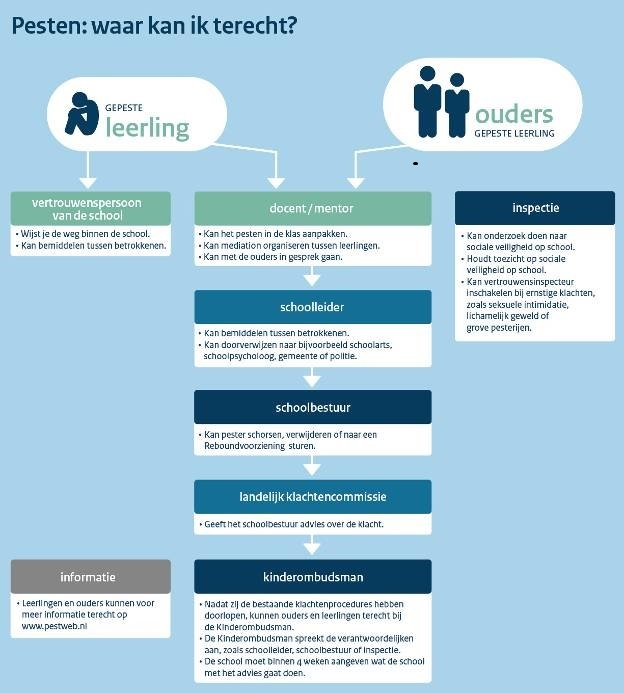 Pesten: waar kan ik terecht?
GEPESTE
leerling
ouders
GEPESTE LEERLING
vertrouwenspersoon
van de school
• Wijst je de weg binnen de school.
• Kan bemiddelen tussen betrokkenen.
docent / mentor
• Kan het pesten in de klas aanpakken.
• Kan mediation organiseren tussen leerlingen.
• Kan met de ouders in gesprek gaan.
inspectie
• Kan onderzoek doen naar
sociale veiligheid op school.
• Houdt toezicht op sociale
veiligheid op school.
• Kan vertrouwensinspecteur
inschakelen bij ernstige klachten,
zoals seksuele intimidatie,
lichamelijk geweld of
grove pesterijen.
schoolleider
• Kan bemiddelen tussen betrokkenen.
• Kan doorverwijzen naar bijvoorbeeld schoolarts,
schoolpsycholoog, gemeente of politie.
schoolbestuur
• Kan pester schorsen, verwijderen of naar een
Reboundvoorziening sturen.
landelijk klachtencommissie
• Geeft het schoolbestuur advies over de klacht.
informatie
• Leerlingen en ouders kunnen voor
meer informatie terecht op
www.pestweb.nl
kinderombudsman
• Nadat zij de bestaande klachtenprocedures hebben
doorlopen, kunnen ouders en leerlingen terecht bij
de Kinderombudsman.
• De Kinderombudsman spreekt de verantwoordelijken
aan, zoals schoolleider, schoolbestuur of inspectie.
• De school moet binnen 4 weken aangeven wat de school
met het advies gaat doen.